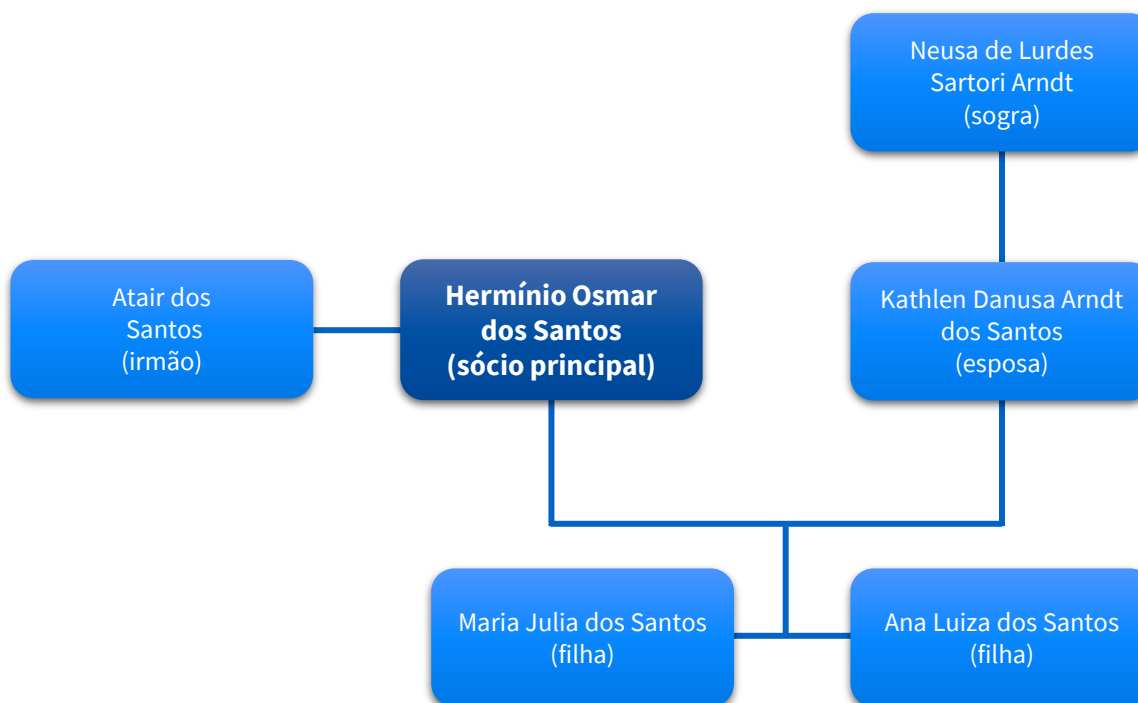 Neusa de Lurdes
Sartori Arndt
(sogra)
Atair dos
Santos
(irmão)
Hermínio Osmar
dos Santos
(sócio principal)
Kathlen Danusa Arndt
dos Santos
(esposa)
Maria Julia dos Santos
(filha)
Ana Luiza dos Santos
(filha)